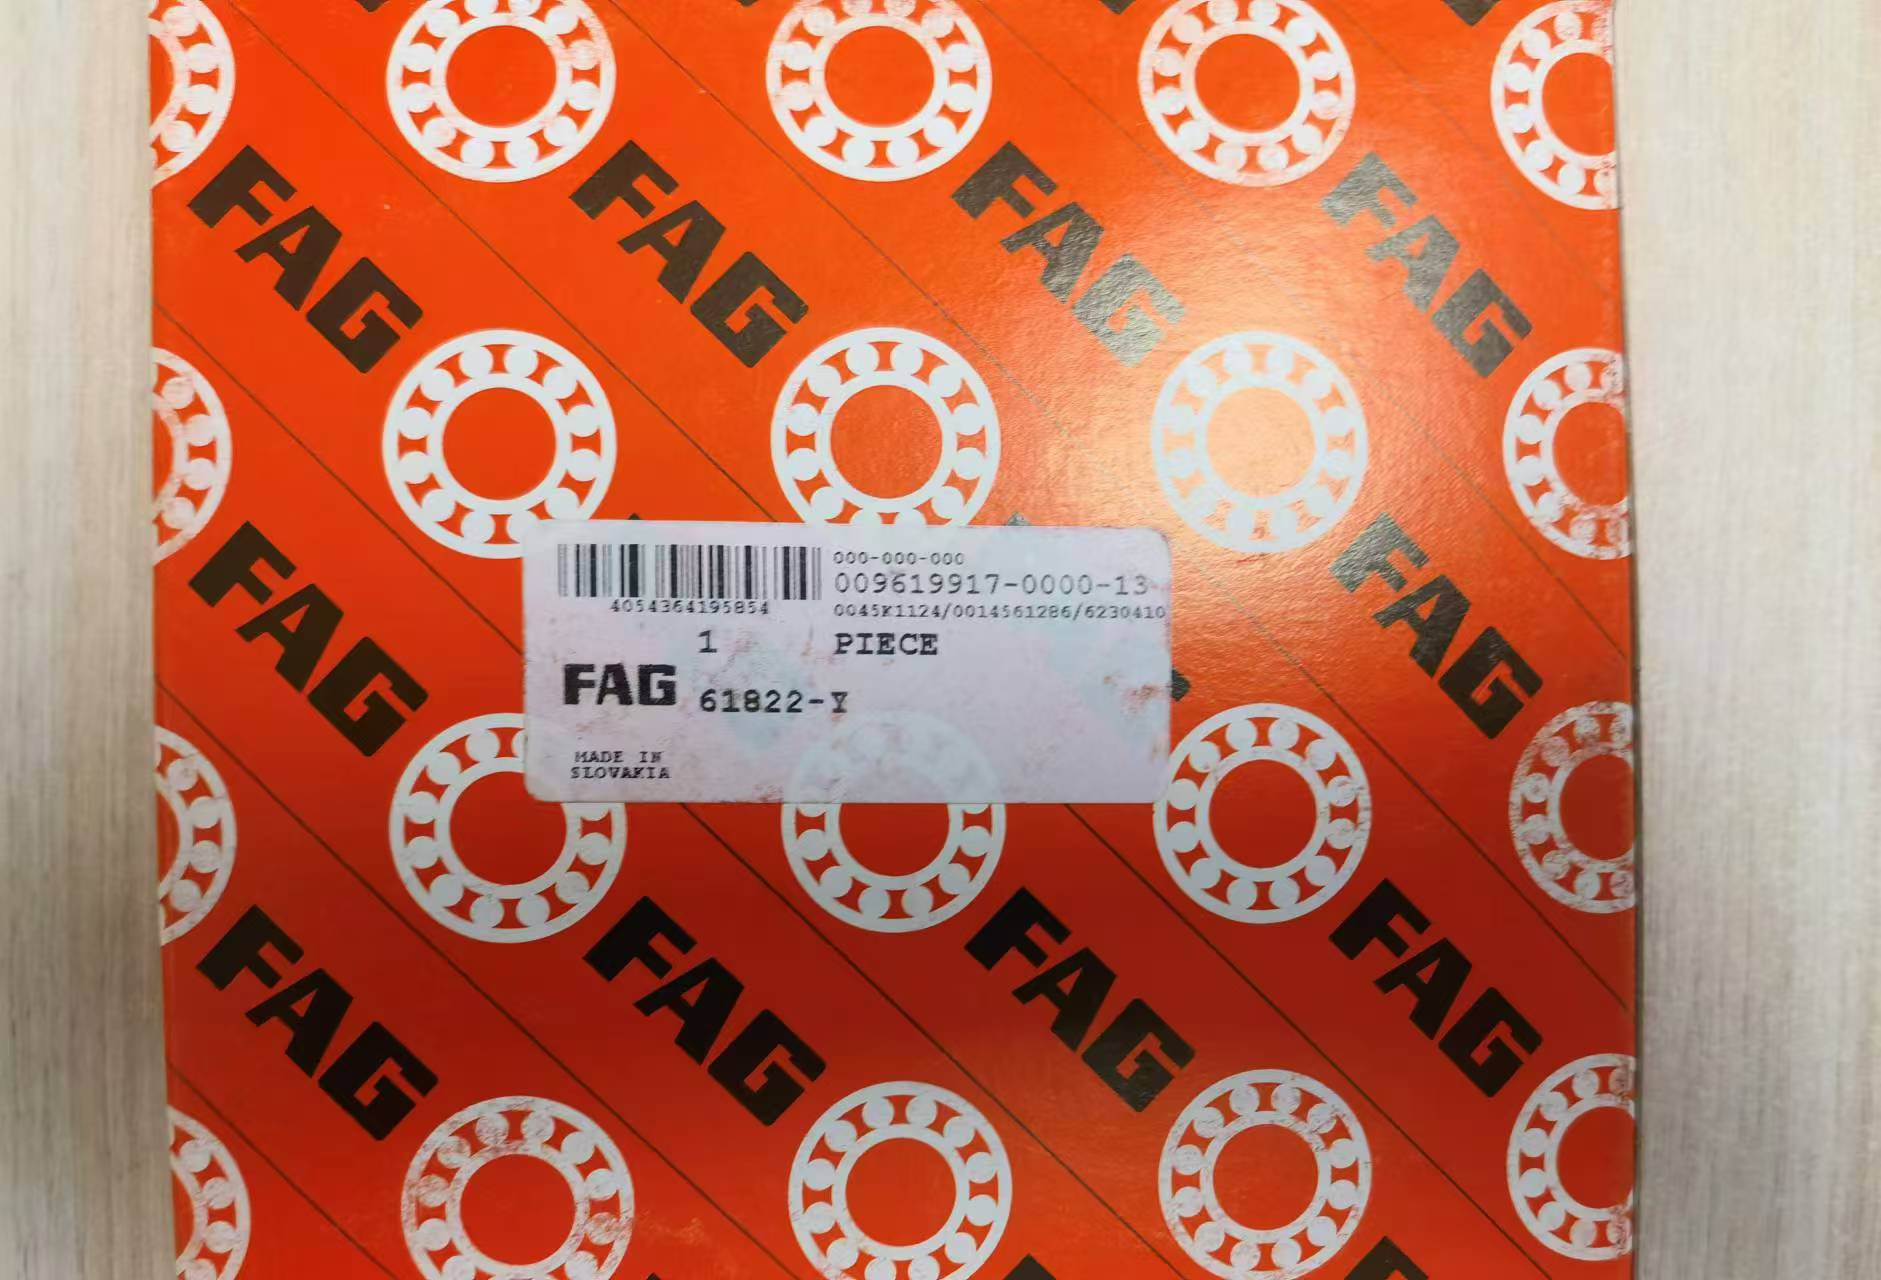 FAG FAG FAG FAG
FAG
000-000-000
009619917-0000-13
4054364195854
0045K1124/0014561286/6230410
1 PIECE
FAG 61822-Y
MADE IN
SLOVAKIA
FAG
FAG FAG FAG FAG